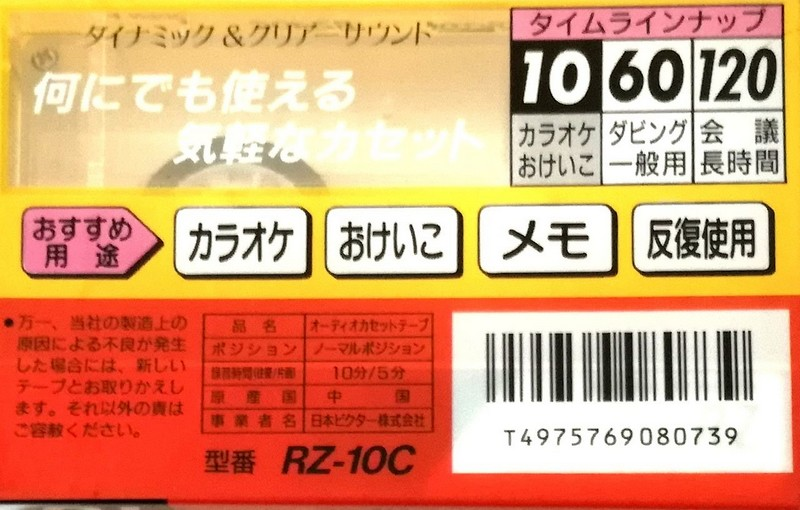 ダイナミック＆クリアーサウンド
何にでも使える
気軽なカセット
タイムラインナップ
10 60 120
カラオケ ダビング 会議
おけいこ 一般用 長時間
おすすめ
用途
カラオケ おけいこ メモ 反復使用
●万一、当社の製造上の
原因による不良が発生
した場合には、新しい
テープとお取りかえし
ます。それ以外の責は
ご容赦ください。
品名 オーディオカセットテープ
ポジション ノーマルポジション
録音時間(往復/片面) 10分/5分
原産国 中国
事業者名 日本ビクター株式会社
型番 RZ-10C
T4975769080739